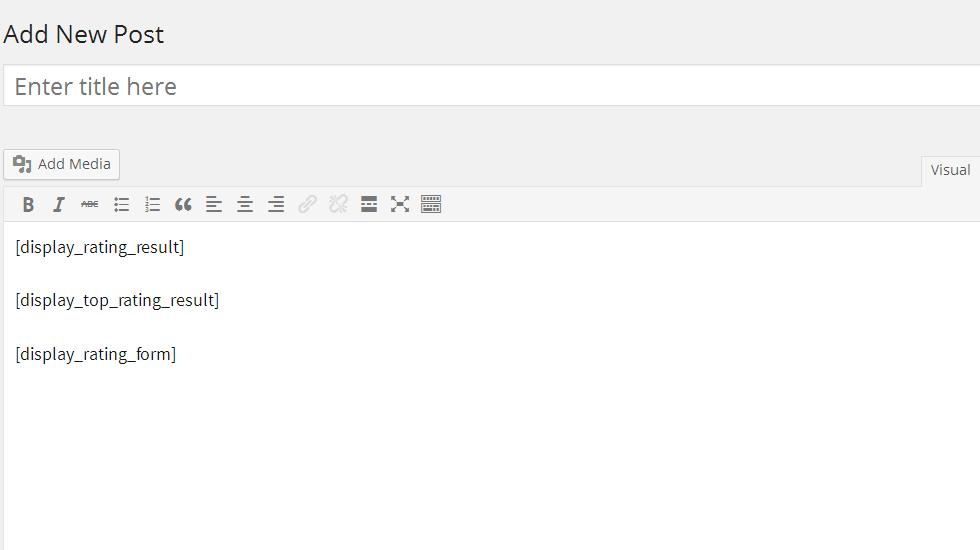 Add New Post
Enter title here
Add Media
Visual
B I ABC
[display_rating_result]
[display_top_rating_result]
[display_rating_form]